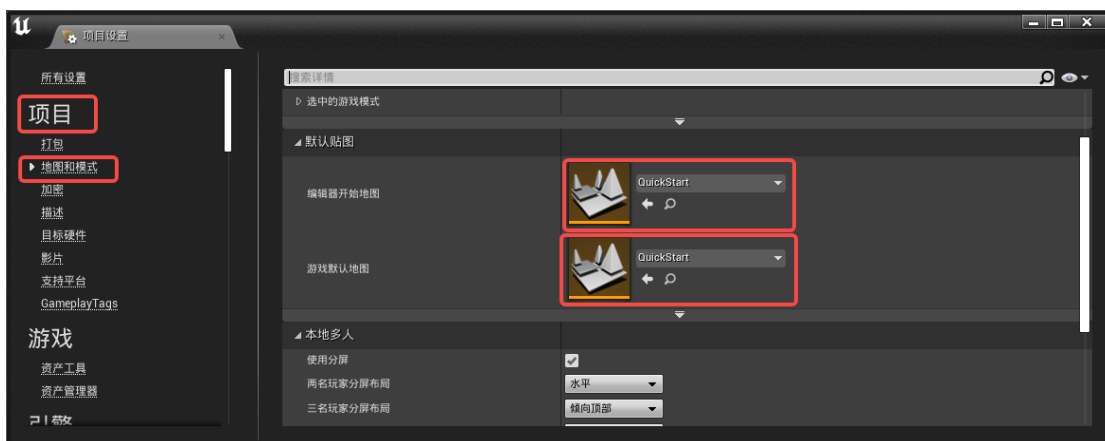 项目设置
所有设置
项目
打包
地图和模式
加密
描述
目标硬件
影片
支持平台
GameplayTags
游戏
资产工具
资产管理器
引擎
搜索详情
选中的游戏模式
默认贴图
编辑器开始地图
QuickStart
游戏默认地图
QuickStart
本地多人
使用分屏
两名玩家分屏布局
水平
三名玩家分屏布局
倾向顶部